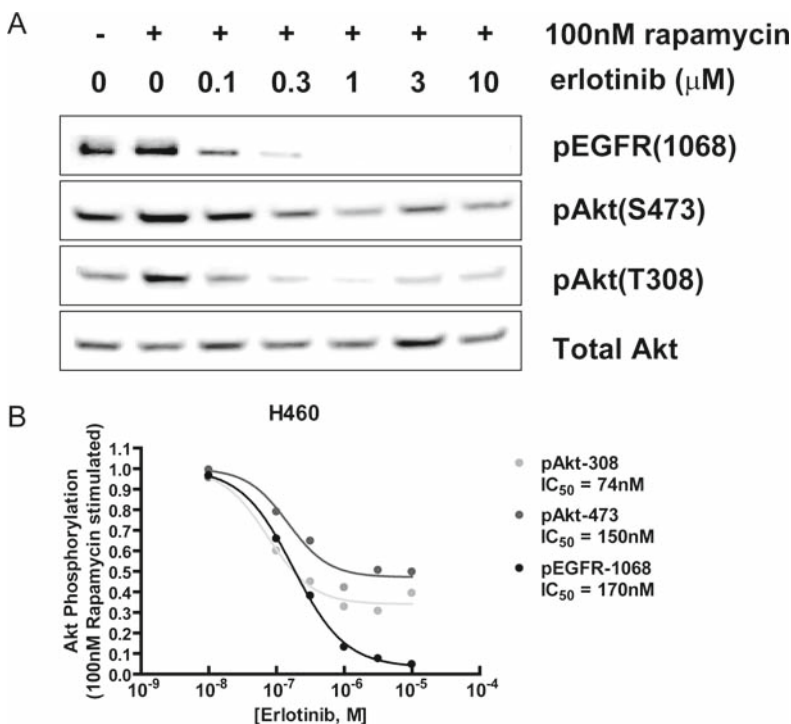 A
- + + + + + + 100nM rapamycin
0 0 0.1 0.3 1 3 10 erlotinib (μM)
pEGFR(1068)
pAkt(S473)
pAkt(T308)
Total Akt
B
H460
Akt Phosphorylation
(100nM Rapamycin stimulated)
1.1
1.0
0.9
0.8
0.7
0.6
0.5
0.4
0.3
0.2
0.1
0.0
10⁻⁹ 10⁻⁸ 10⁻⁷ 10⁻⁶ 10⁻⁵ 10⁻⁴
[Erlotinib, M]
pAkt-308
IC₅₀ = 74nM
pAkt-473
IC₅₀ = 150nM
pEGFR-1068
IC₅₀ = 170nM